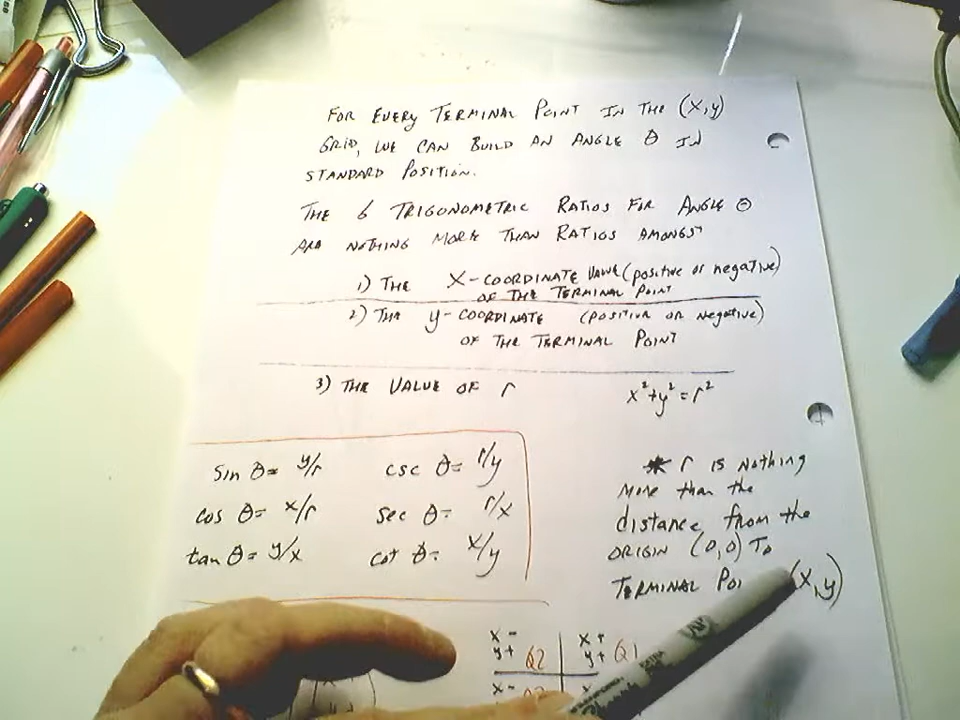 FOR EVERY TERMINAL POINT IN THE (X,y)
GRID, WE CAN BUILD AN ANGLE θ IN
STANDARD POSITION.
THE 6 TRIGONOMETRIC RATIOS FOR ANGLE θ
ARE NOTHING MORE THAN RATIOS AMONGST
1) THE X-COORDINATE VALUE (positive or negative)
OF THE TERMINAL POINT
2) THE y-COORDINATE (POSITIVE OR NEgative)
OF THE TERMINAL POINT
3) THE VALUE OF r
x²+y²=r²
sin θ= y/r csc θ= r/y
cos θ= x/r sec θ= r/x
tan θ= y/x cot θ= x/y
* r is NOTHING
MORE than the
distance from the
ORIGIN (0,0) TO
TERMINAL (X,y)
x - x +
y + Q2 y + Q1
x -